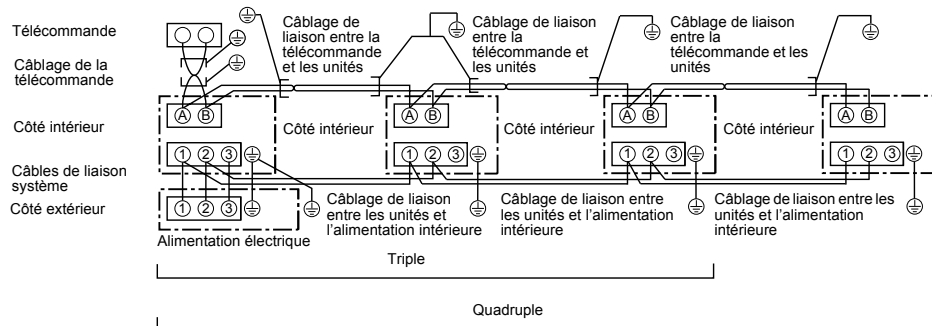 Télécommande
Câblage de la
télécommande
Côté intérieur
Câbles de liaison
système
Côté extérieur
Câblage de
liaison entre la
télécommande
et les unités
Câblage de liaison
entre la
télécommande et
les unités
Câblage de liaison
entre la
télécommande et les
unités
A B
Côté intérieur
A B
Côté intérieur
A B
Côté intérieur
A B
1 2 3
1 2 3
1 2 3
1 2 3
1 2 3
Câblage de liaison
entre les unités et
l'alimentation intérieure
Câblage de liaison entre
les unités et l'alimentation
intérieure
Câblage de liaison entre les
unités et l'alimentation
intérieure
Alimentation électrique
Triple
Quadruple